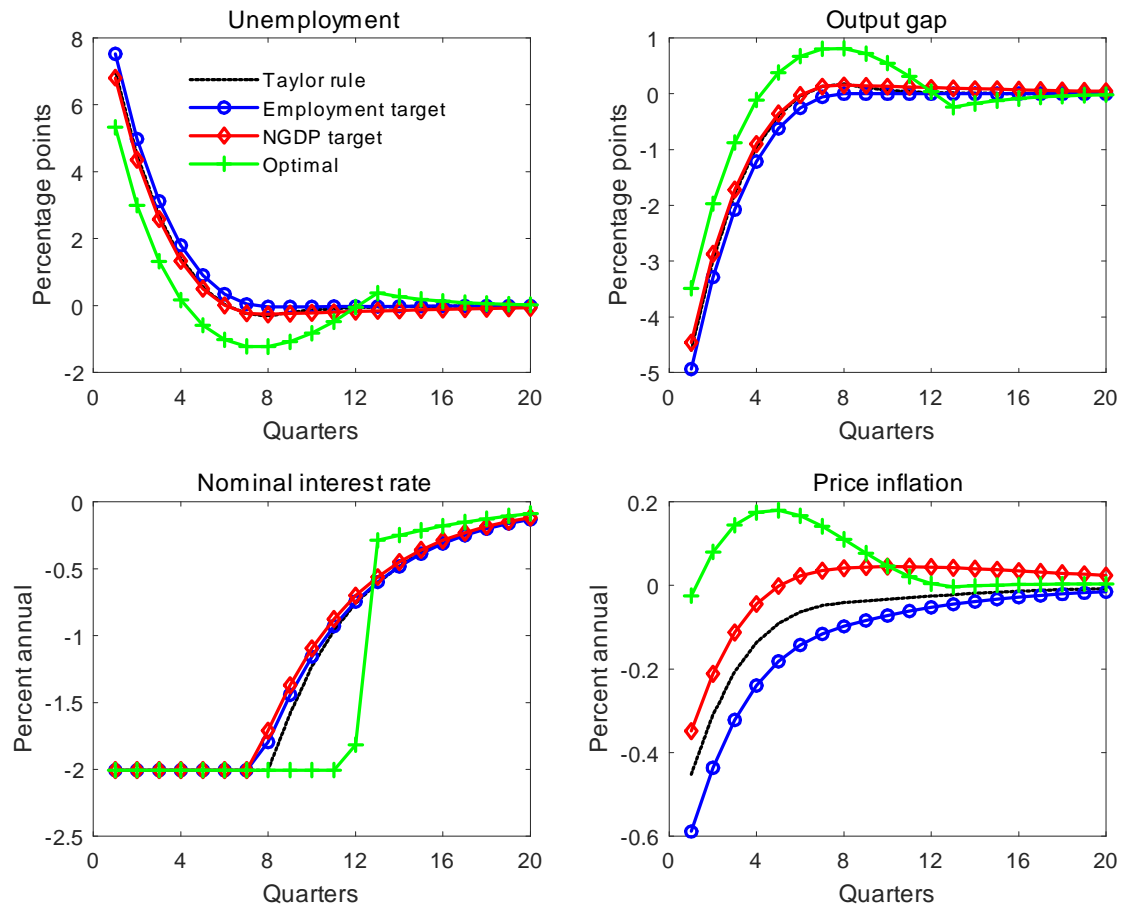 Unemployment
Output gap
8
6
4
2
0
-2
Percentage points
Taylor rule
Employment target
NGDP target
Optimal
0 4 8 12 16 20
Quarters
1
0
-1
-2
-3
-4
-5
Percentage points
0 4 8 12 16 20
Quarters
Nominal interest rate
Price inflation
0
-0.5
-1
-1.5
-2
-2.5
Percent annual
0 4 8 12 16 20
Quarters
0.2
0
-0.2
-0.4
-0.6
Percent annual
0 4 8 12 16 20
Quarters